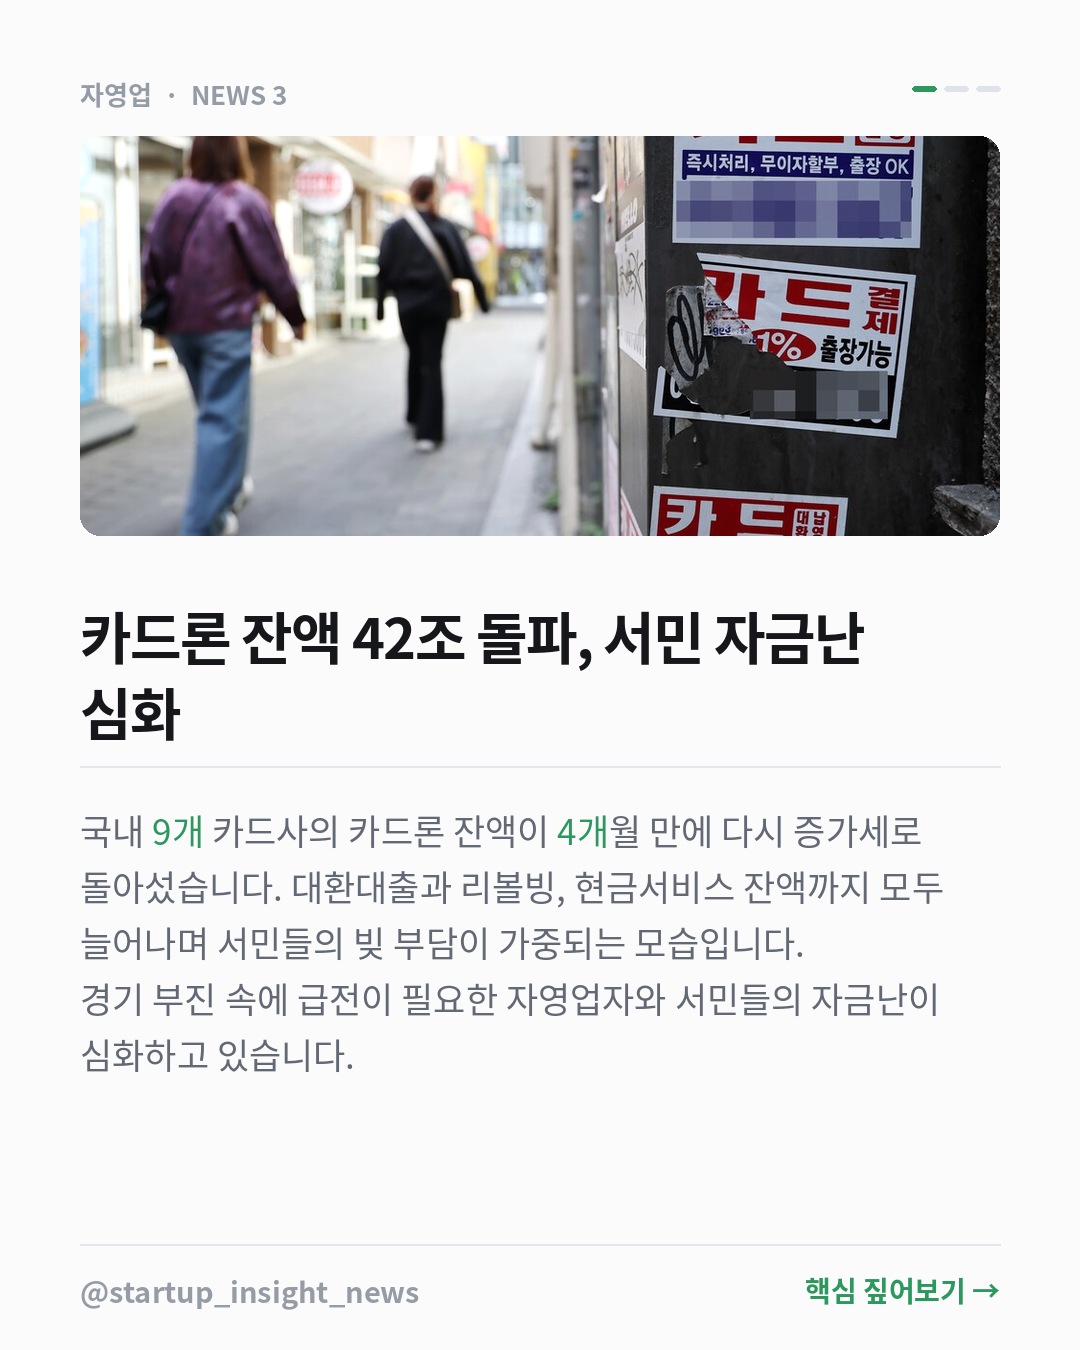 자영업 · NEWS 3
즉시처리, 무이자할부, 출장 OK
카드 결제
1% 출장가능
카드 대납
카드론 잔액 42조 돌파, 서민 자금난
심화
국내 9개 카드사의 카드론 잔액이 4개월 만에 다시 증가세로
돌아섰습니다. 대환대출과 리볼빙, 현금서비스 잔액까지 모두
늘어나며 서민들의 빚 부담이 가중되는 모습입니다.
경기 부진 속에 급전이 필요한 자영업자와 서민들의 자금난이
심화하고 있습니다.
@startup_insight_news
핵심 짚어보기 →